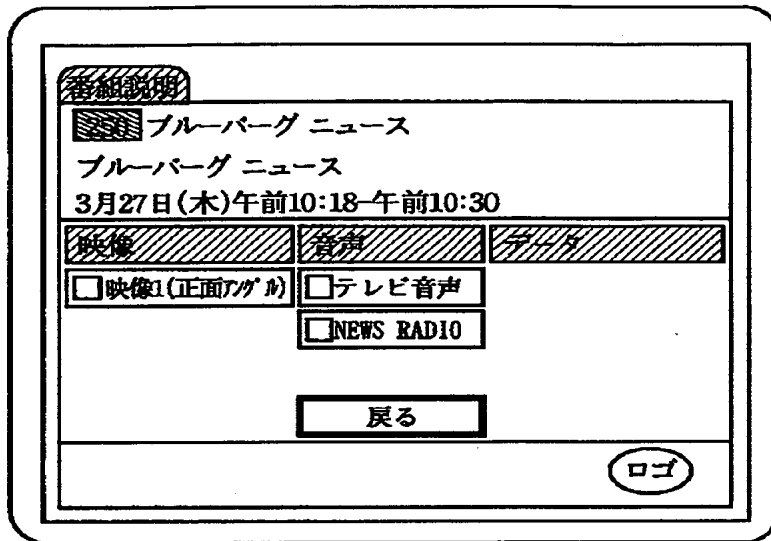 番組説明
250 ブルーバーグ ニュース
ブルーバーグ ニュース
3月27日(木)午前10:18-午前10:30
映像 音声 データ
映像1(正面アングル) テレビ音声
NEWS RADIO
戻る
ロゴ